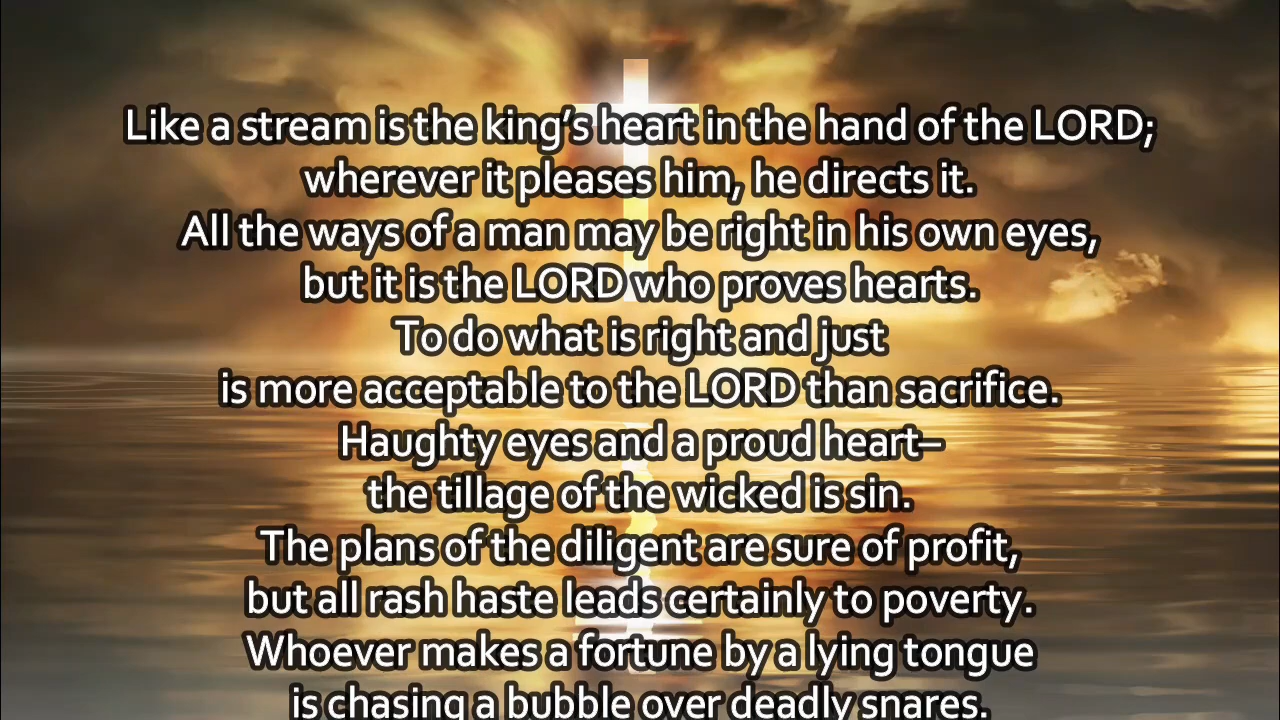 Like a stream is the king’s heart in the hand of the LORD;
wherever it pleases him, he directs it.
All the ways of a man may be right in his own eyes,
but it is the LORD who proves hearts.
To do what is right and just
is more acceptable to the LORD than sacrifice.
Haughty eyes and a proud heart–
the tillage of the wicked is sin.
The plans of the diligent are sure of profit,
but all rash haste leads certainly to poverty.
Whoever makes a fortune by a lying tongue
is chasing a bubble over deadly snares.